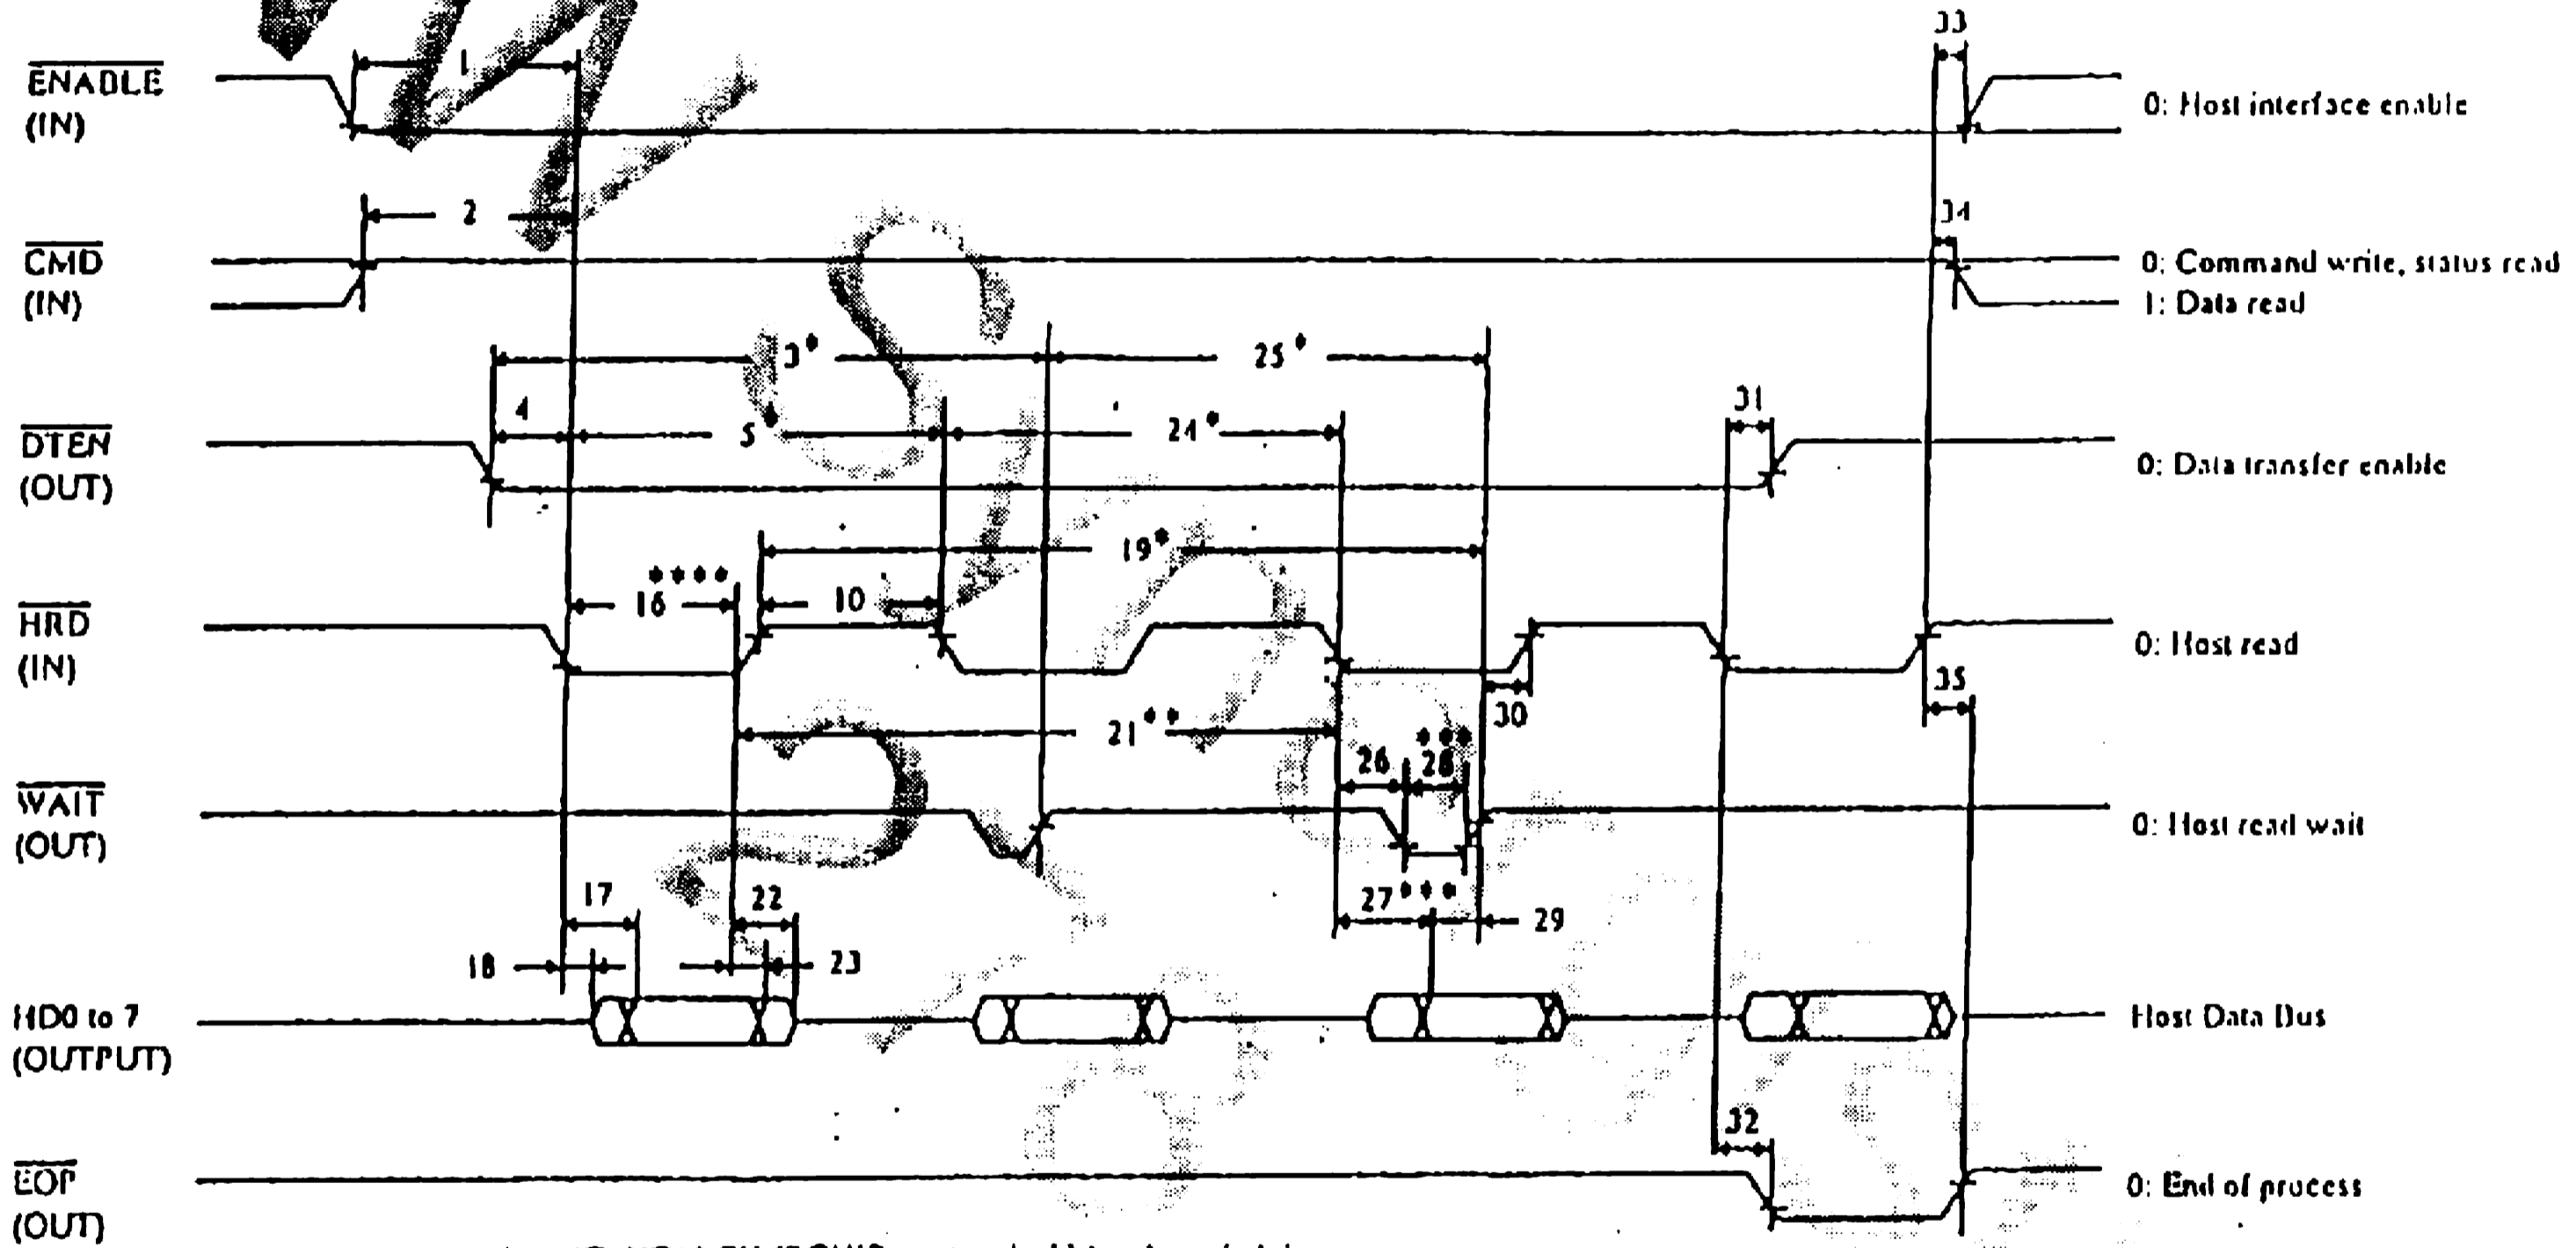 33
1
ENABLE
(IN)
0: Host interface enable
2
34
CMD
(IN)
0: Command write, status read
1: Data read
3*
25*
4
5*
24*
31
DTEN
(OUT)
0: Data transfer enable
19*
****
16
10
HRD
(IN)
0: Host read
35
30
21**
***
26
28
WAIT
(OUT)
0: Host read wait
17
22
27***
29
18
23
HD0 to 7
(OUTPUT)
Host Data Bus
32
EOP
(OUT)
0: End of process